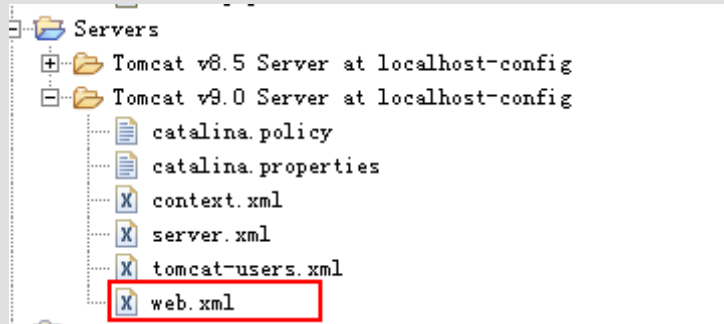 Servers
Tomcat v8.5 Server at localhost-config
Tomcat v9.0 Server at localhost-config
catalina.policy
catalina.properties
context.xml
server.xml
tomcat-users.xml
web.xml